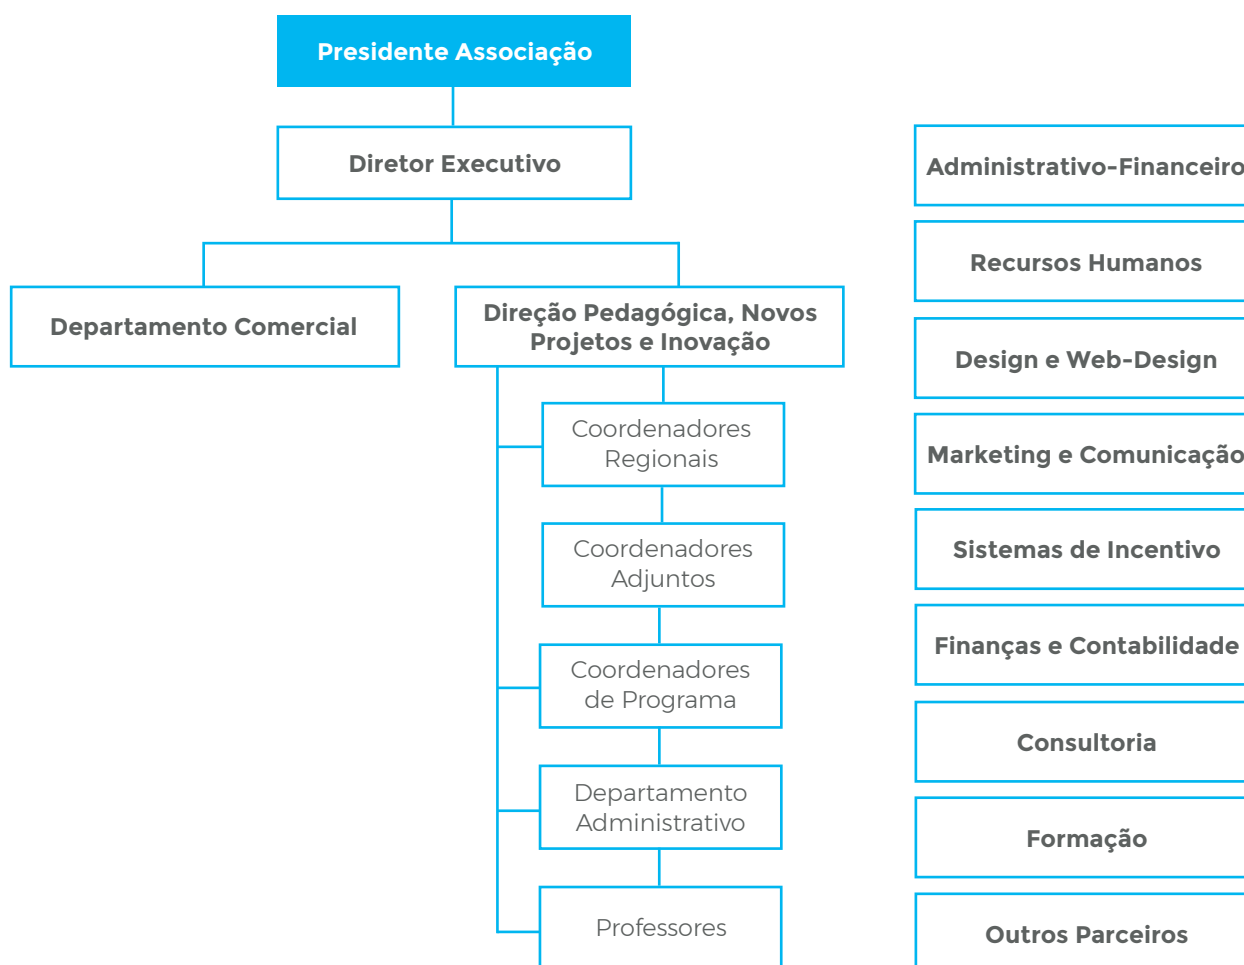 Presidente Associação
Diretor Executivo
Departamento Comercial
Direção Pedagógica, Novos
Projetos e Inovação
Coordenadores
Regionais
Coordenadores
Adjuntos
Coordenadores
de Programa
Departamento
Administrativo
Professores
Administrativo-Financeiro
Recursos Humanos
Design e Web-Design
Marketing e Comunicação
Sistemas de Incentivo
Finanças e Contabilidade
Consultoria
Formação
Outros Parceiros